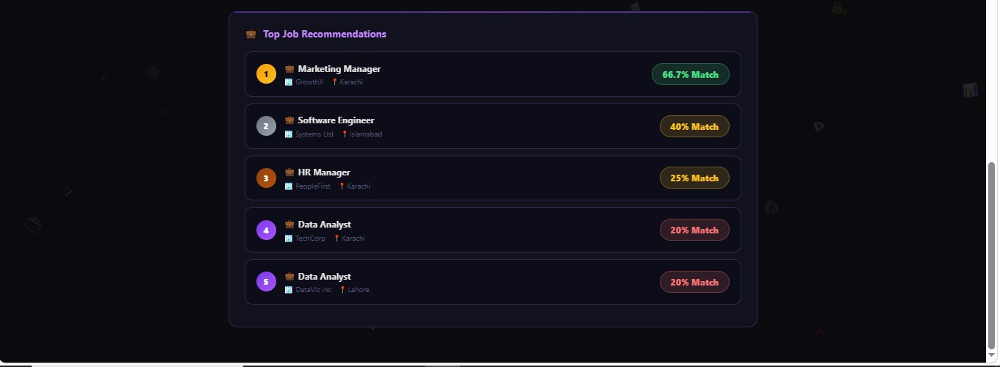 Top Job Recommendations
1
Marketing Manager
GrowthX Karachi
66.7% Match
2
Software Engineer
Systems Ltd Islamabad
40% Match
3
HR Manager
PeopleFirst Karachi
25% Match
4
Data Analyst
TechCorp Karachi
20% Match
5
Data Analyst
DataViz Inc Lahore
20% Match